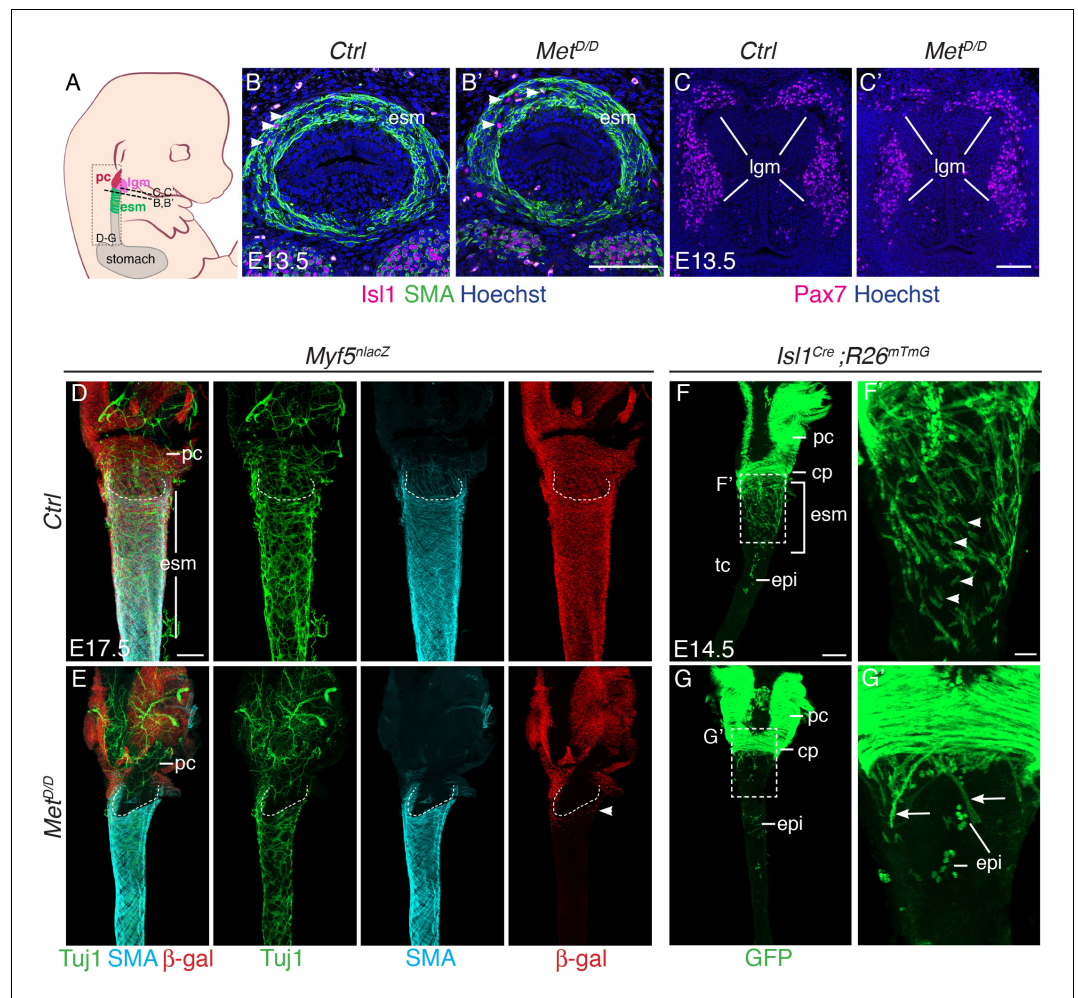 Ctrl
Met^D/D
Ctrl
Met^D/D
A
pc
lgm
C-C'
B,B'
esm
D-G
stomach
B
esm
E13.5
B'
esm
C
lgm
E13.5
C'
lgm
Isl1 SMA Hoechst
Pax7 Hoechst
Myf5^nlacZ
Isl1^Cre ;R26^mTmG
Ctrl
D
pc
esm
E17.5
F
pc
cp
F'
esm
tc
epi
E14.5
F'
Met^D/D
E
pc
G
pc
G'
cp
epi
G'
epi
Tuj1 SMA β-gal
Tuj1
SMA
β-gal
GFP